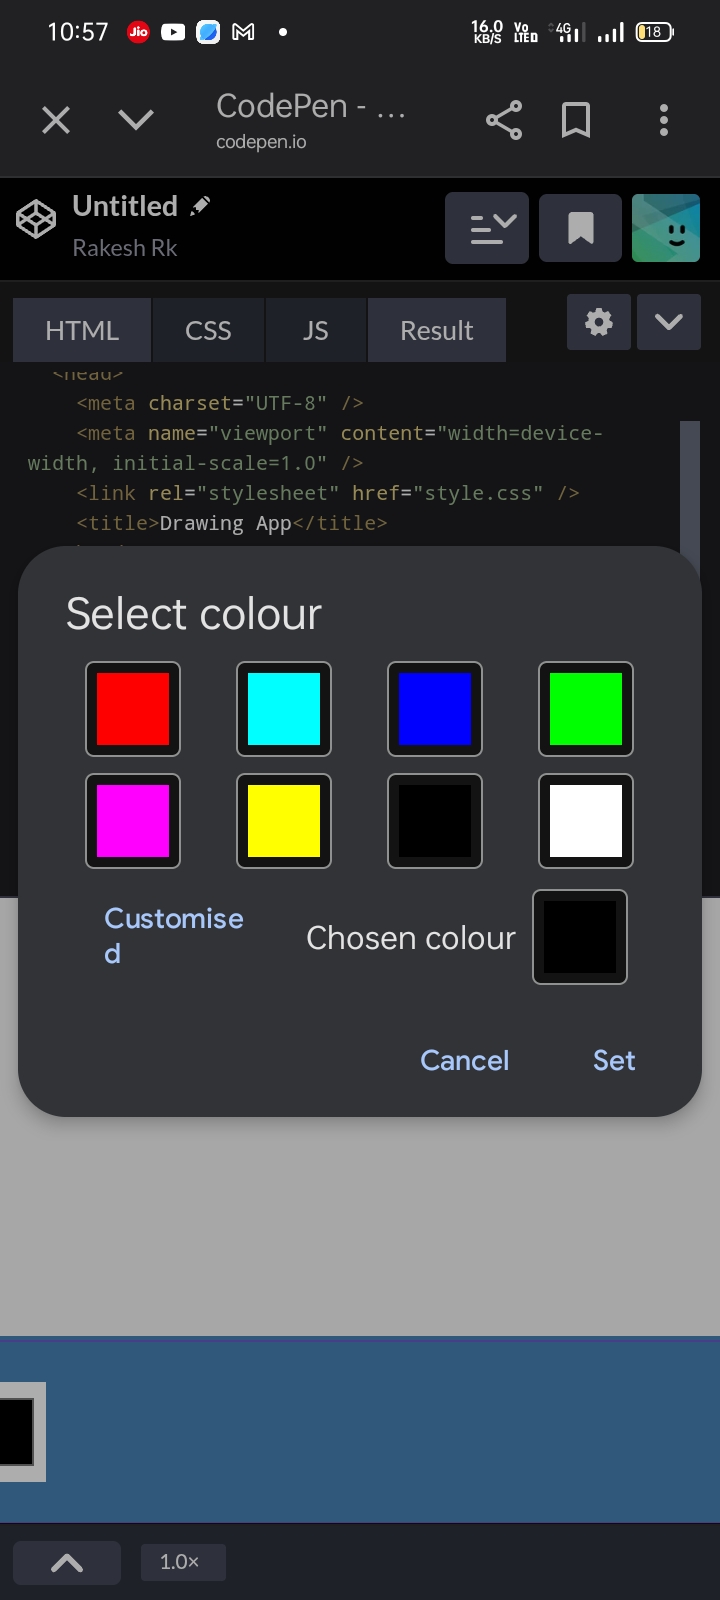 10:57 Jio 16.0 KB/S Vo LTED 4G 18
CodePen - ...
codepen.io
Untitled
Rakesh Rk
HTML CSS JS Result
<head>
<meta charset="UTF-8" />
<meta name="viewport" content="width=device-
width, initial-scale=1.0" />
<link rel="stylesheet" href="style.css" />
<title>Drawing App</title>
Select colour
Customise
d
Chosen colour
Cancel Set
1.0×